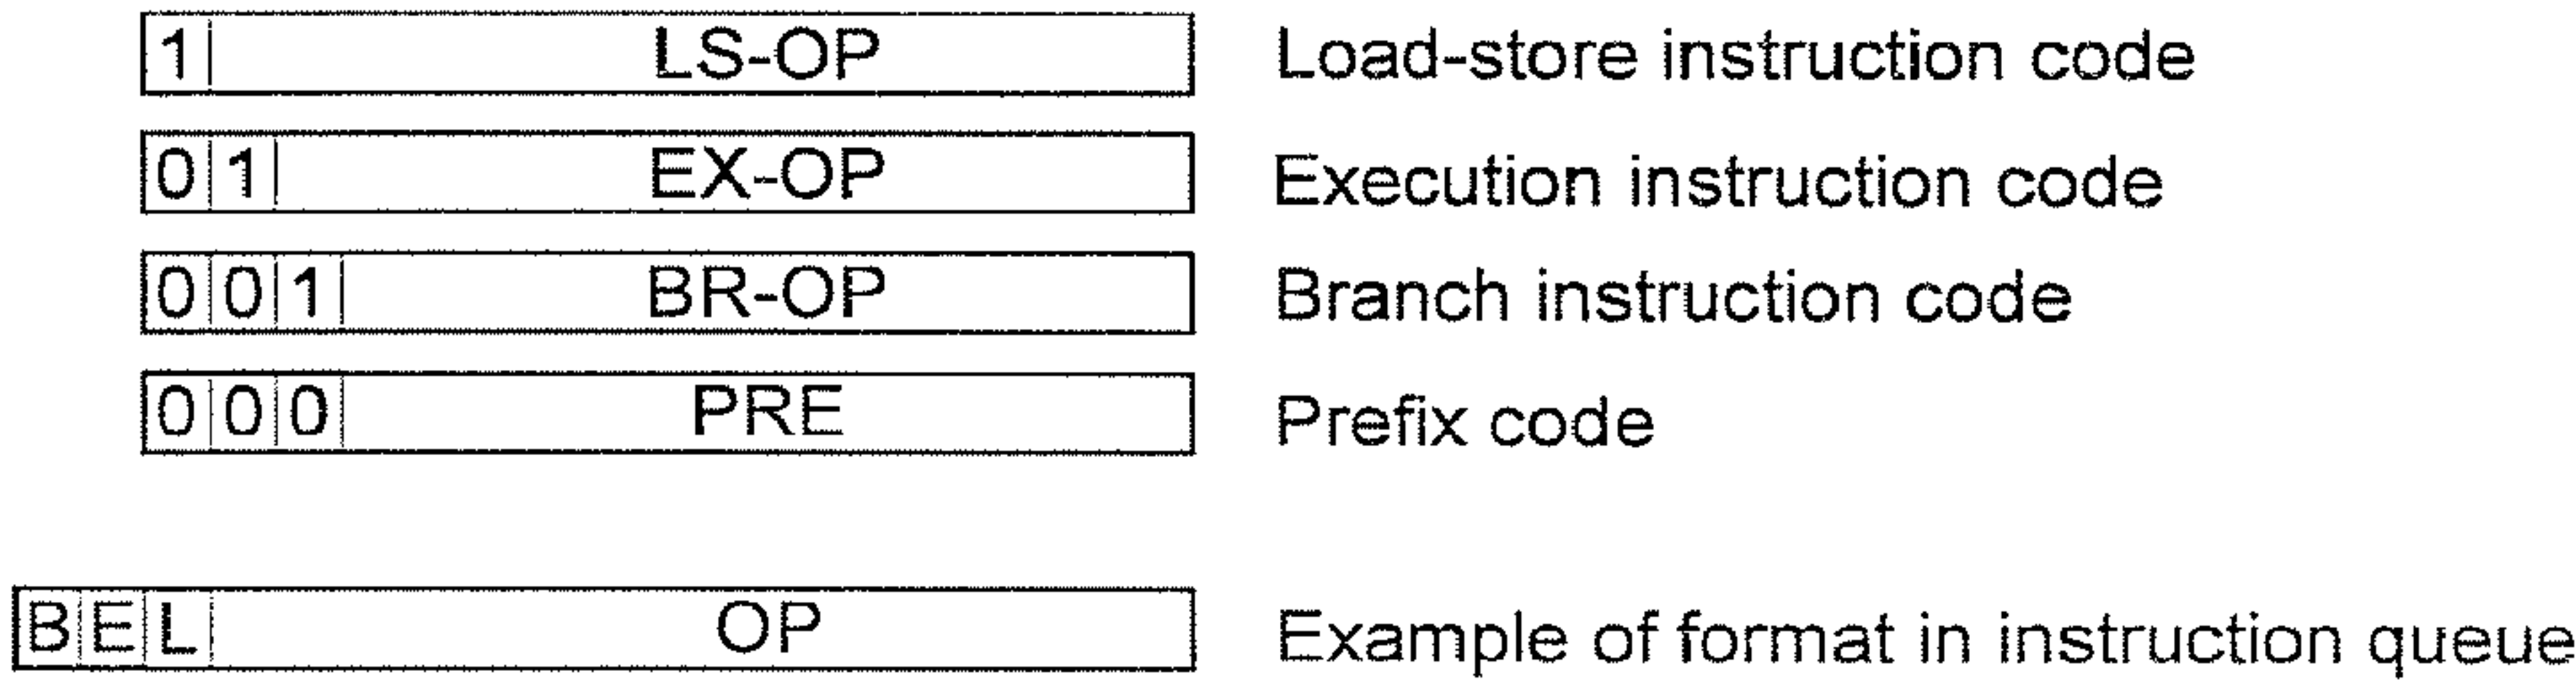 1 LS-OP Load-store instruction code
0 1 EX-OP Execution instruction code
0 0 1 BR-OP Branch instruction code
0 0 0 PRE Prefix code
B E L OP Example of format in instruction queue